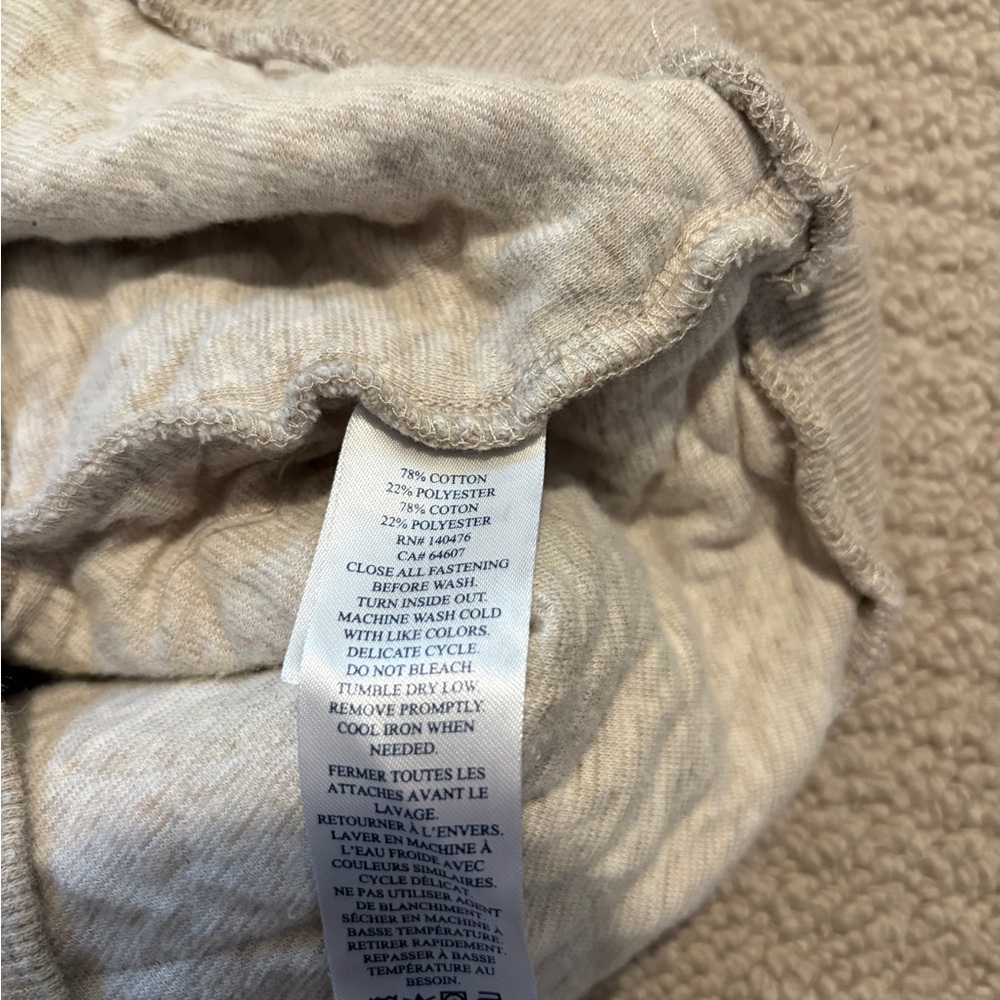 78% COTTON
22% POLYESTER
78% COTON
22% POLYESTER
RN# 140476
CA# 64607
CLOSE ALL FASTENING
BEFORE WASH.
TURN INSIDE OUT.
MACHINE WASH COLD
WITH LIKE COLORS.
DELICATE CYCLE.
DO NOT BLEACH.
TUMBLE DRY LOW.
REMOVE PROMPTLY.
COOL IRON WHEN
NEEDED.
FERMER TOUTES LES
ATTACHES AVANT LE
LAVAGE.
RETOURNER À L'ENVERS.
LAVER EN MACHINE À
L'EAU FROIDE AVEC
COULEURS SIMILAIRES.
CYCLE DÉLICAT.
NE PAS UTILISER AGENT
DE BLANCHIMENT.
SÉCHER EN MACHINE À
BASSE TEMPÉRATURE.
RETIRER RAPIDEMENT.
REPASSER À BASSE
TEMPÉRATURE AU
BESOIN.